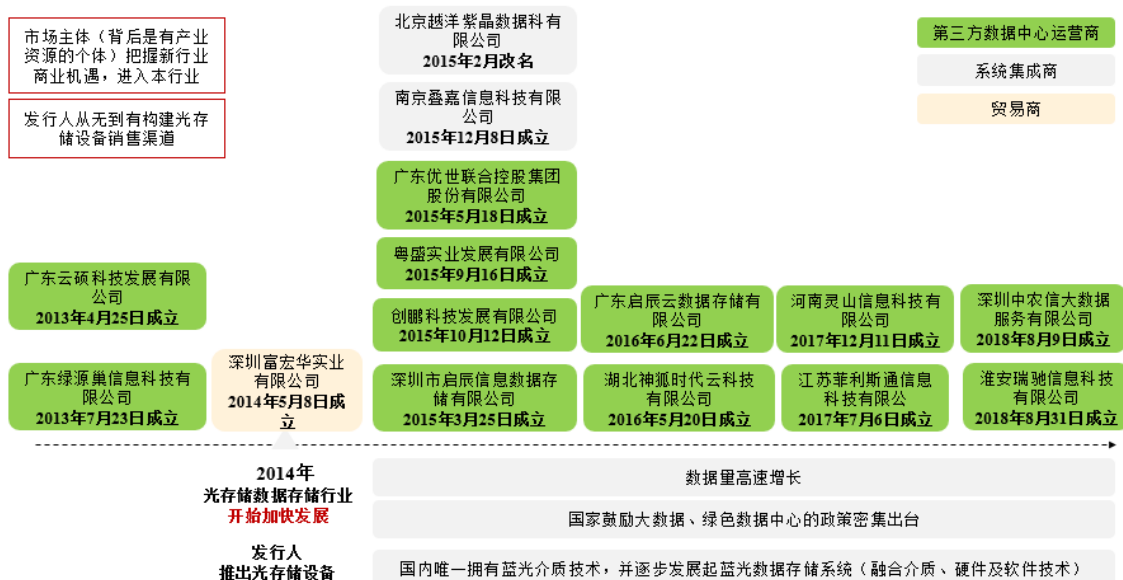 市场主体（背后是有产业
资源的个体）把握新行业
商业机遇，进入本行业
发行人从无到有构建光存
储设备销售渠道
北京越洋紫晶数据科有
限公司
2015年2月改名
南京叠嘉信息科技有限
公司
2015年12月8日成立
广东优世联合控股集团
股份有限公司
2015年5月18日成立
粤盛实业发展有限公司
2015年9月16日成立
创鹏科技发展有限公司
2015年10月12日成立
深圳市启辰信息数据存
储有限公司
2015年3月25日成立
第三方数据中心运营商
系统集成商
贸易商
广东云硕科技发展有限
公司
2013年4月25日成立
广东绿源巢信息科技有
限公司
2013年7月23日成立
深圳富宏华实业
有限公司
2014年5月8日成
立
广东启辰云数据存储有
限公司
2016年6月22日成立
湖北神狐时代云科技
有限公司
2016年5月20日成立
河南灵山信息科技有
限公司
2017年12月11日成立
江苏菲利斯通信息
科技有限公
2017年7月6日成立
深圳中农信大数据
服务有限公司
2018年8月9日成立
淮安瑞驰信息科技
有限公司
2018年8月31日成立
2014年
光存储数据存储行业
开始加快发展
数据量高速增长
国家鼓励大数据、绿色数据中心的政策密集出台
发行人
推出光存储设备
国内唯一拥有蓝光介质技术，并逐步发展起蓝光数据存储系统（融合介质、硬件及软件技术）